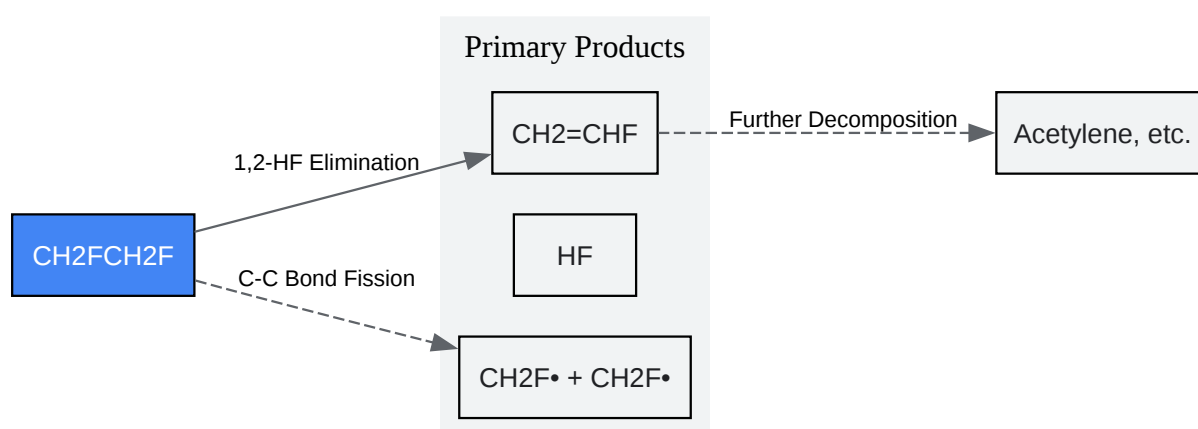 Primary Products
CH2=CHF
Further Decomposition
Acetylene, etc.
1,2-HF Elimination
CH2FCH2F
HF
C-C Bond Fission
CH2F• + CH2F•